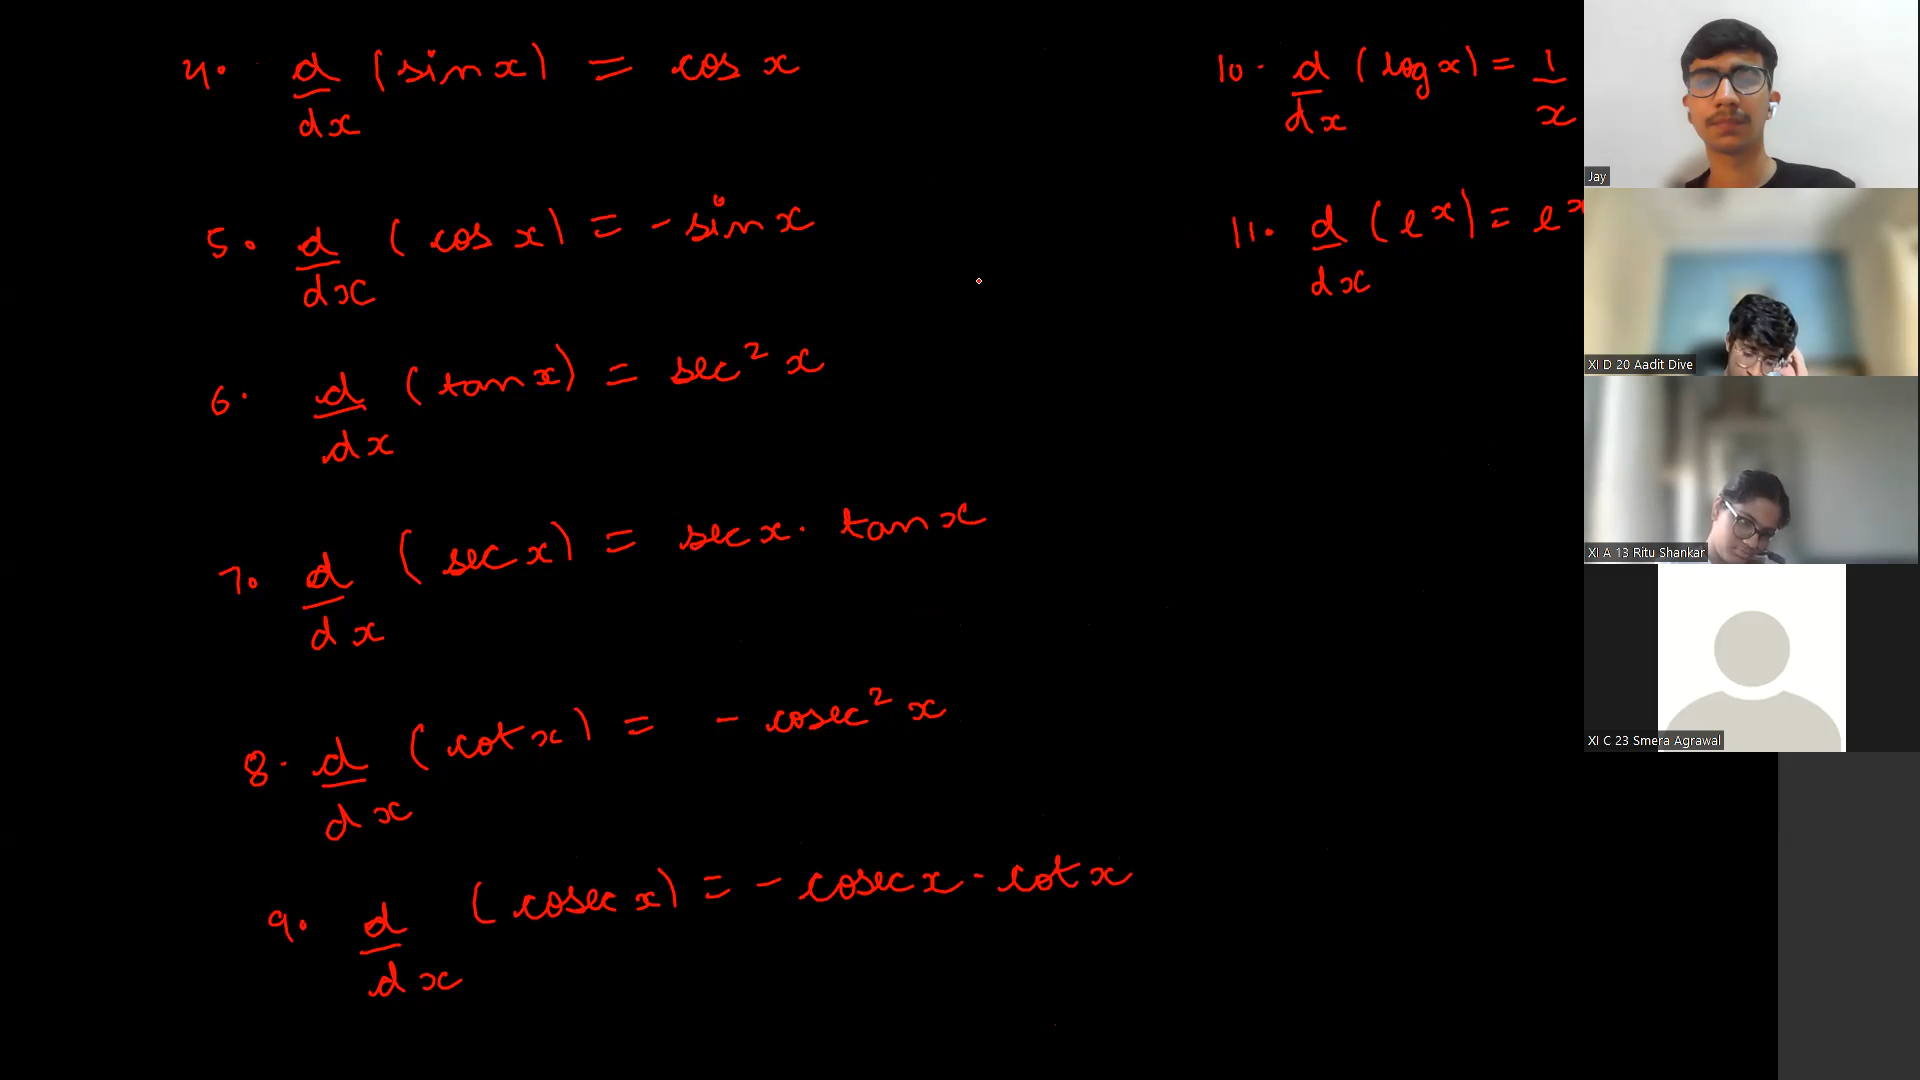 4. d/dx (sin x) = cos x
5. d/dx (cos x) = - sin x
6. d/dx (tan x) = sec² x
7. d/dx (sec x) = sec x . tan x
8. d/dx (cot x) = - cosec² x
9. d/dx (cosec x) = - cosec x - cot x
10. d/dx (log x) = 1/x
11. d/dx (e^x) = e^x
Jay
XI D 20 Aadit Dive
XI A 13 Ritu Shankar
XI C 23 Smera Agrawal